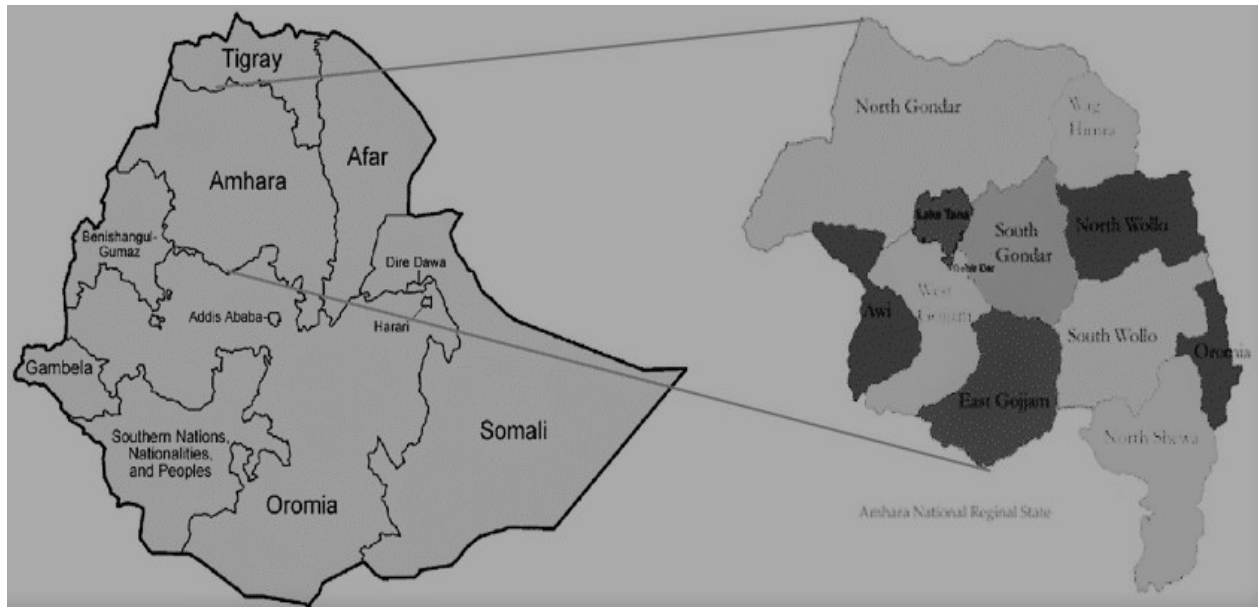 Tigray
Afar
Amhara
Benishangul-
Gumaz
Dire Dawa
Addis Ababa
Harari
Gambela
Southern Nations,
Nationalities,
and Peoples
Somali
Oromia
North Gondar
Wag
Himra
Lake Tana
North Wollo
South
Gondar
Bahir Dar
West
Gojjam
Awi
South Wollo
Oromia
East Gojjam
North Shewa
Amhara National Reginal State